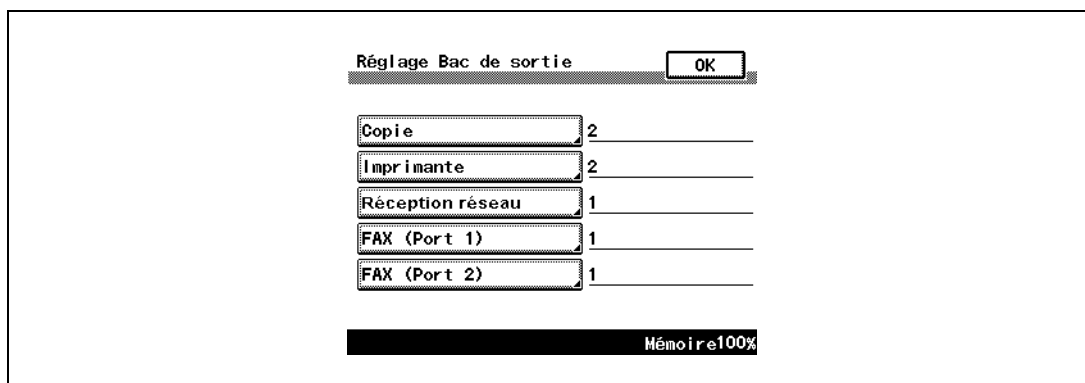 Réglage Bac de sortie OK
Copie 2
Imprimante 2
Réception réseau 1
FAX (Port 1) 1
FAX (Port 2) 1
Mémoire100%